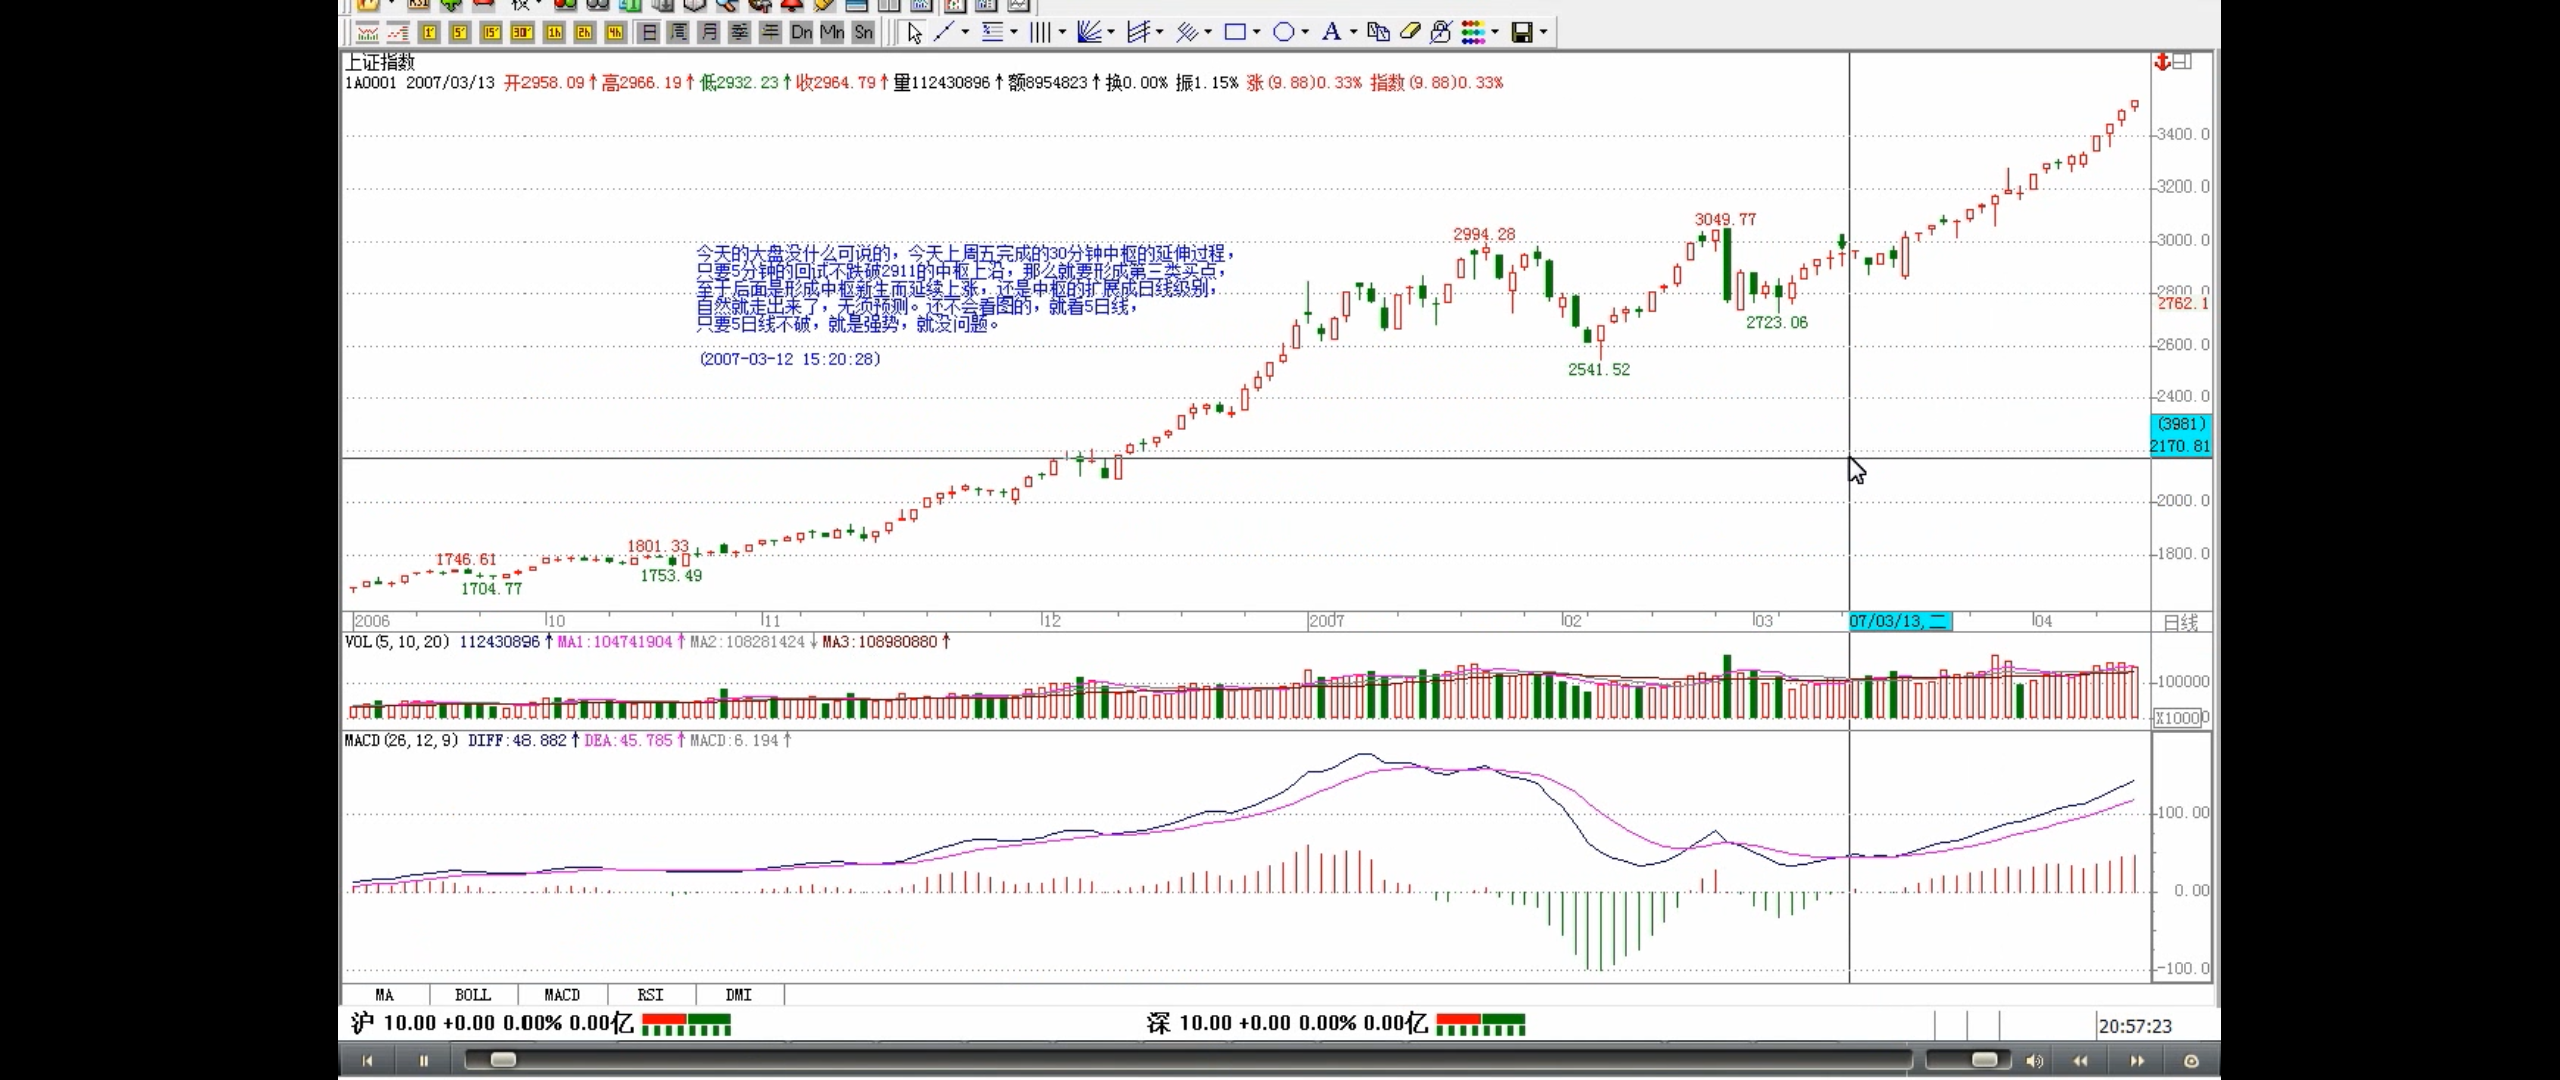 1' 5' 15' 30' 1h 2h 4h 日 周 月 季 年 Dn Mn Sn
上证指数
1A0001 2007/03/13 开2958.09↑高2966.19↑低2932.23↑收2964.79↑量112430896↑额8954823↑换0.00% 振1.15% 涨(9.88)0.33% 指数(9.88)0.33%
3400.0
3200.0
3049.77
2994.28
3000.0
今天的大盘没什么可说的，今天上周五完成的30分钟中枢的延伸过程，
只要5分钟的回试不跌破2911的中枢上沿，那么就要形成第三类买点，
至于后面是形成中枢新生而延续上涨，还是中枢的扩展成日线级别，
自然就走出来了，无须预测。还不会看图的，就看5日线，
只要5日线不破，就是强势，就没问题。
(2007-03-12 15:20:28)
2800.0
2762.1
2723.06
2600.0
2541.52
2400.0
(3981)
2170.81
2000.0
1801.33
1746.61
1753.49
1704.77
1800.0
2006 10 11 12 2007 02 03 07/03/13,二 04 日线
VOL(5,10,20) 112430896↑MA1:104741904↑MA2:108281424↓MA3:108980880↑
100000
X10000
MACD(26,12,9) DIFF:48.882↑DEA:45.785↑MACD:6.194↑
100.00
0.00
-100.0
MA BOLL MACD RSI DMI
沪 10.00 +0.00 0.00% 0.00亿 深 10.00 +0.00 0.00% 0.00亿 20:57:23